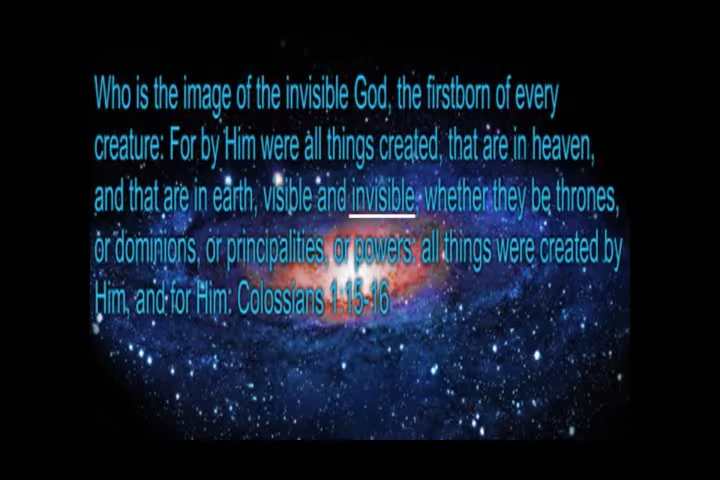 Who is the image of the invisible God, the firstborn of every
creature: For by Him were all things created, that are in heaven,
and that are in earth, visible and invisible, whether they be thrones,
or dominions, or principalities, or powers: all things were created by
Him, and for Him: Colossians 1:15-16